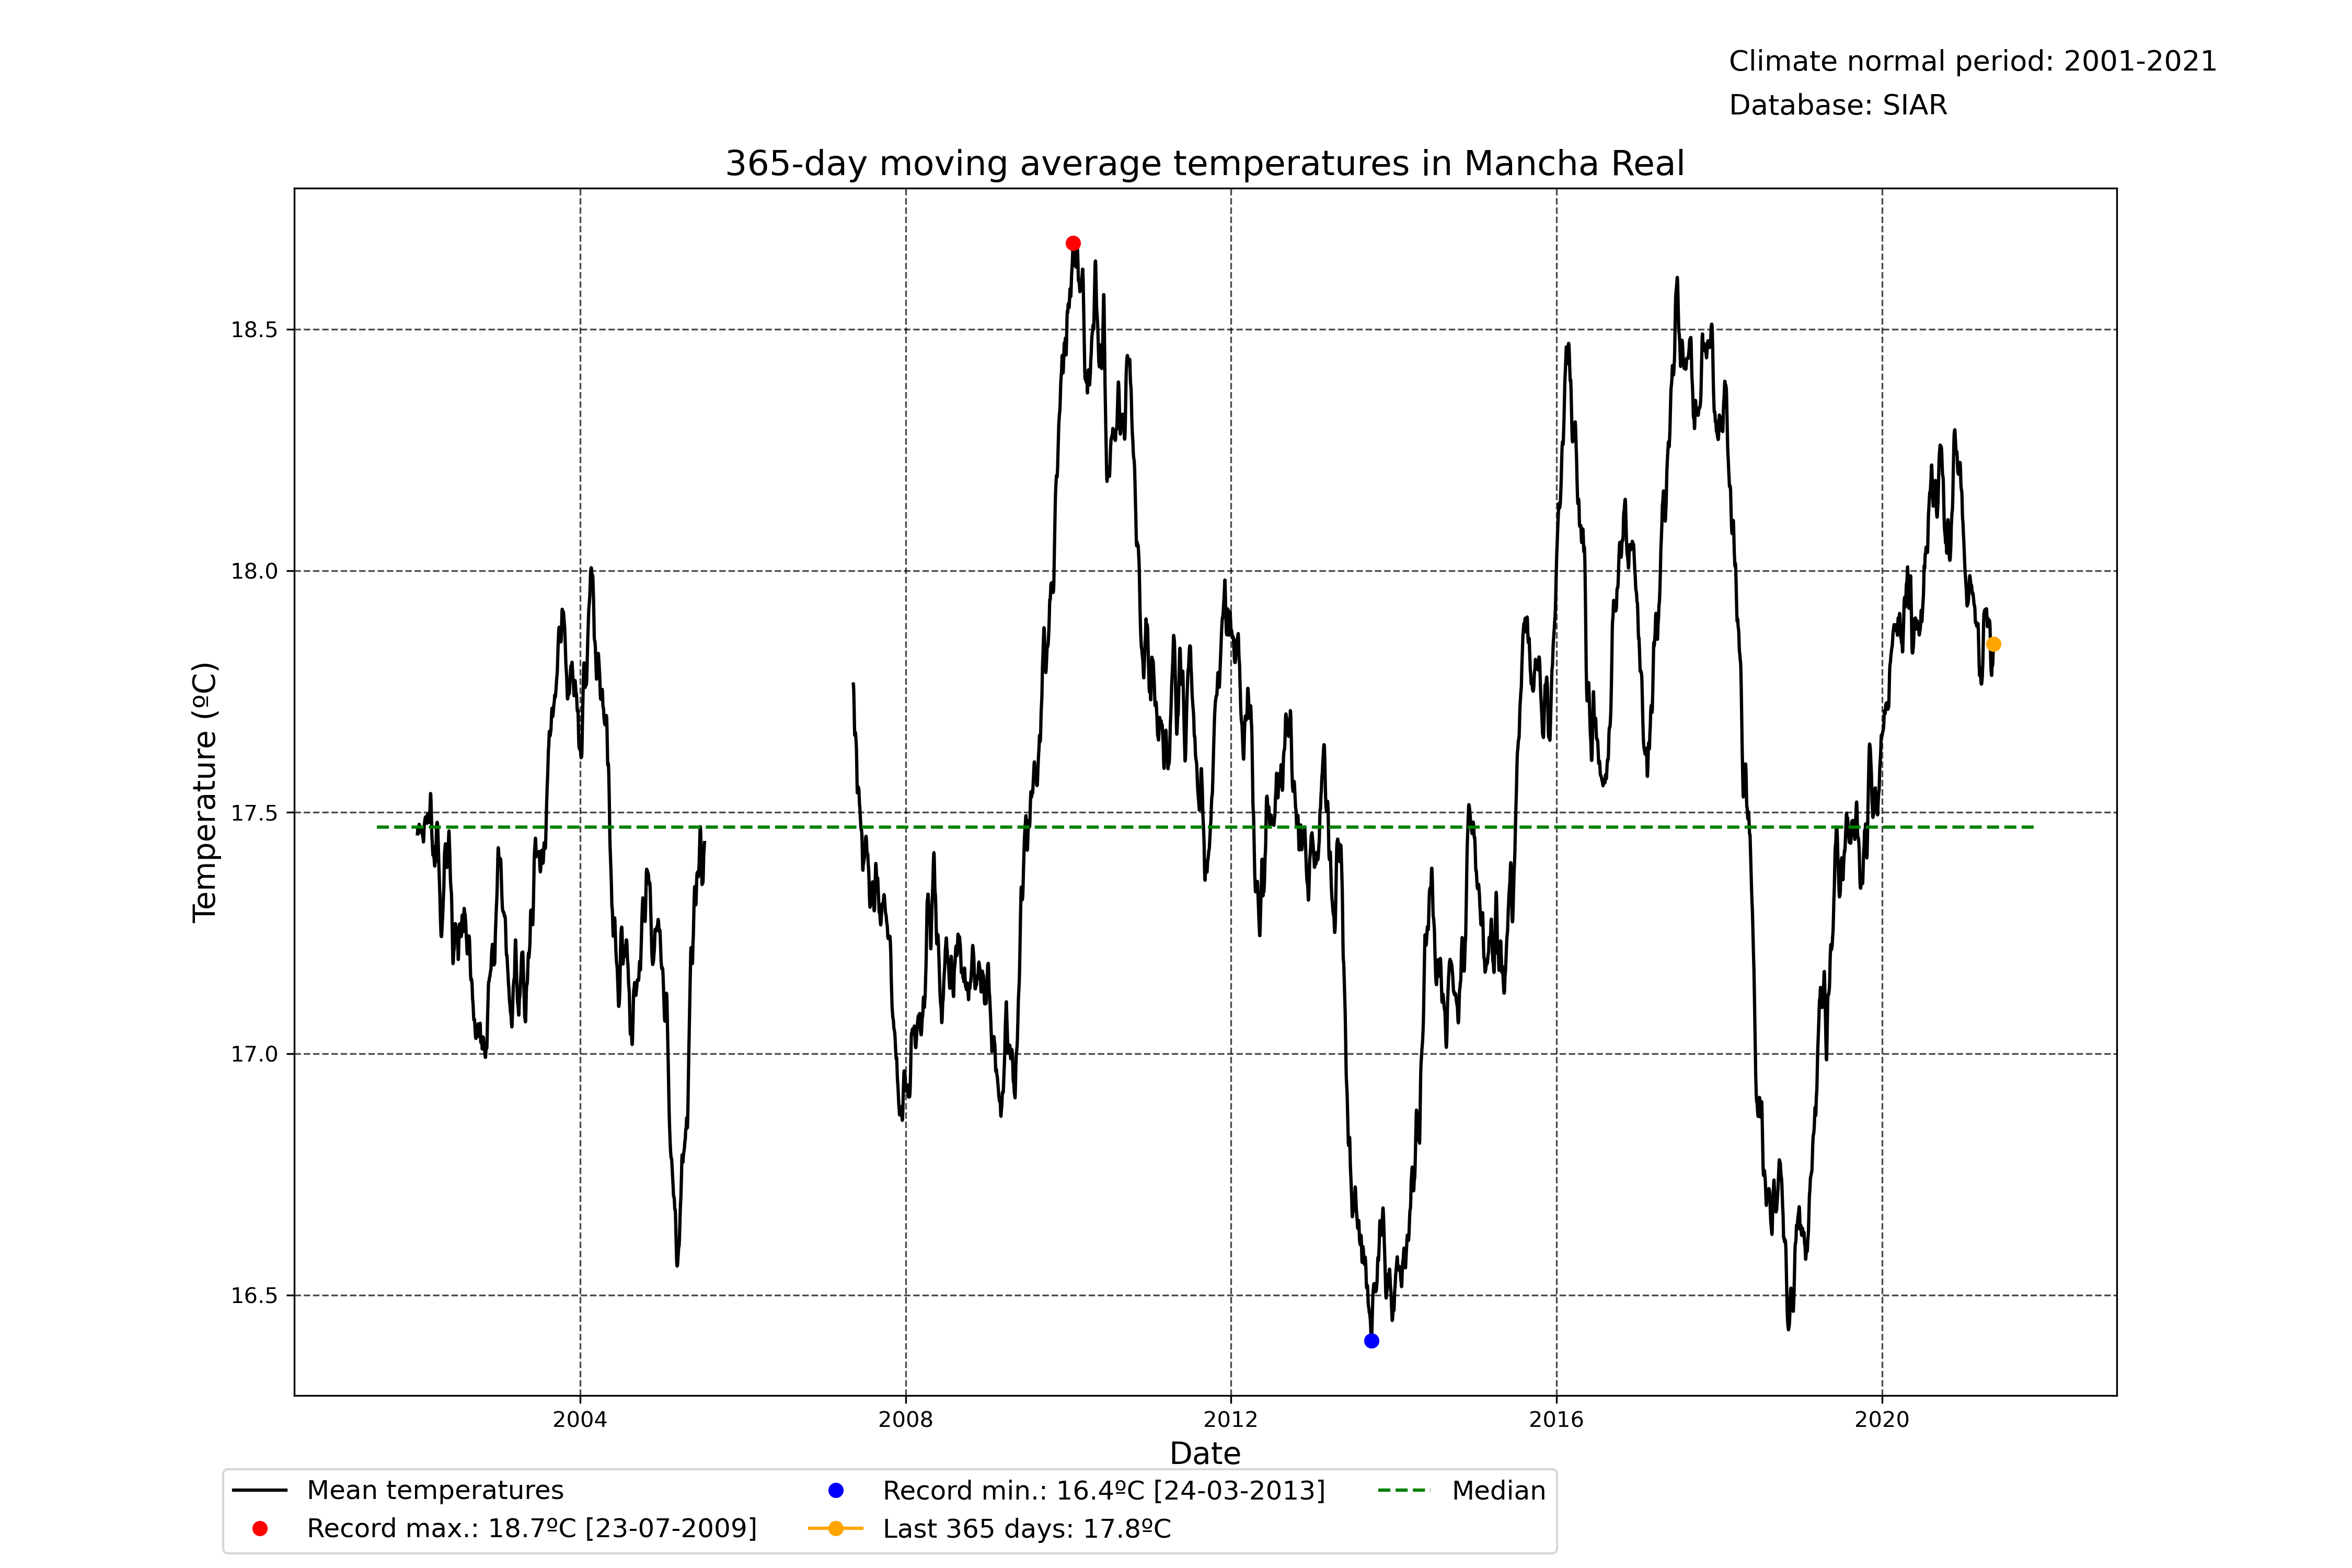 Climate normal period: 2001-2021
Database: SIAR
365-day moving average temperatures in Mancha Real
18.5
18.0
17.5
17.0
16.5
Temperature (ºC)
2004 2008 2012 2016 2020
Date
Mean temperatures
Record max.: 18.7ºC [23-07-2009]
Record min.: 16.4ºC [24-03-2013]
Last 365 days: 17.8ºC
Median